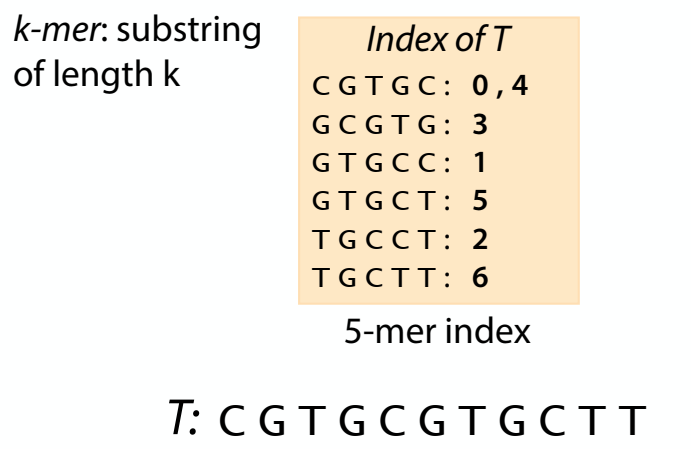 k-mer: substring
of length k
Index of T
C G T G C : 0 , 4
G C G T G : 3
G T G C C : 1
G T G C T : 5
T G C C T : 2
T G C T T : 6
5-mer index
T: C G T G C G T G C T T